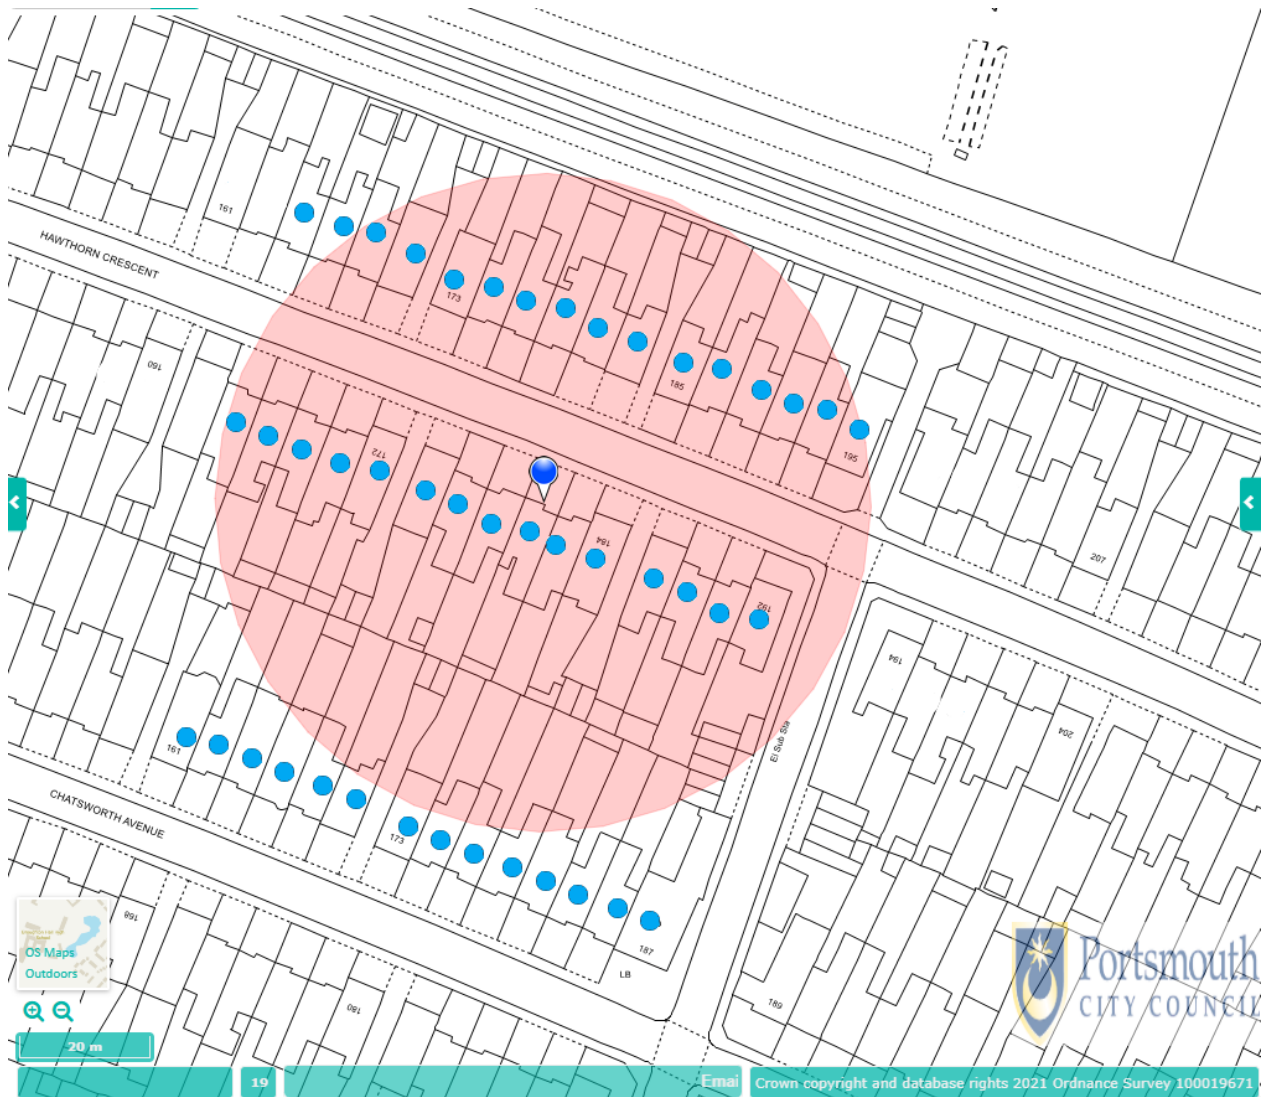 161
HAWTHORN CRESCENT
173
160
185
172
195
184
207
192
194
204
El Sub Sta
161
CHATSWORTH AVENUE
173
168
187
LB
180
189
OS Maps
Outdoors
Portsmouth
CITY COUNCIL
20 m
19
Emai
Crown copyright and database rights 2021 Ordnance Survey 100019671